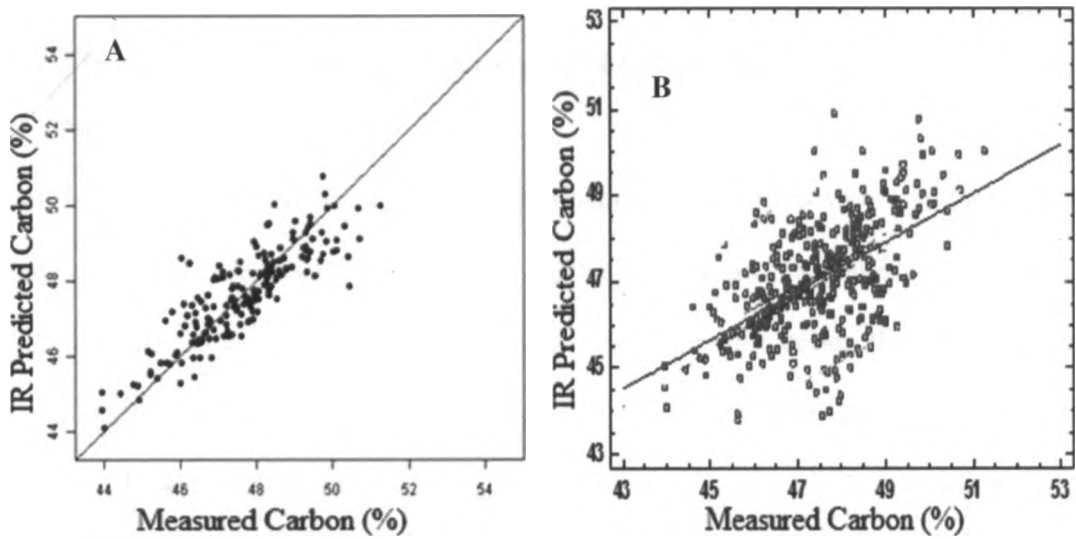 A
IR Predicted Carbon (%)
54
52
50
48
46
44
44 46 48 50 52 54
Measured Carbon (%)
B
IR Predicted Carbon (%)
53
51
49
47
45
43
43 45 47 49 51 53
Measured Carbon (%)